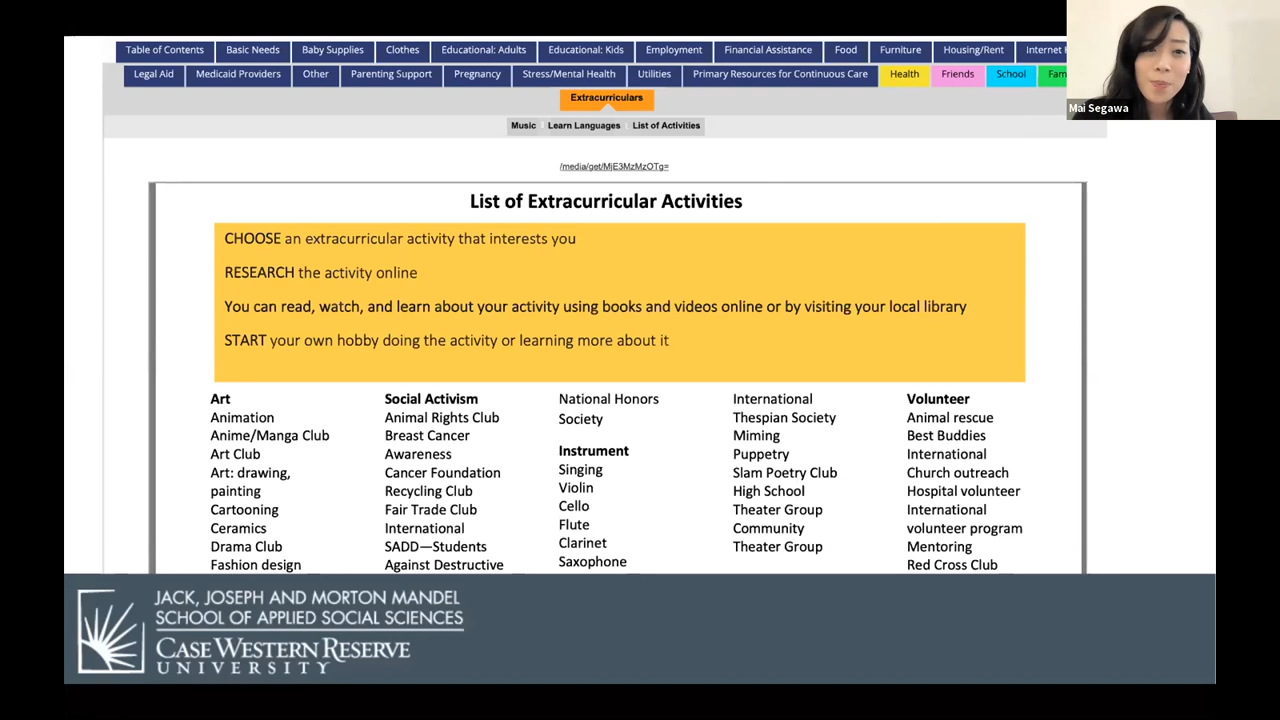 Table of Contents Basic Needs Baby Supplies Clothes Educational: Adults Educational: Kids Employment Financial Assistance Food Furniture Housing/Rent Internet
Legal Aid Medicaid Providers Other Parenting Support Pregnancy Stress/Mental Health Utilities Primary Resources for Continuous Care Health Friends School Fam
Extracurriculars
Music Learn Languages List of Activities
Mai Segawa
/media/get/MjE3MzMzOTg=
List of Extracurricular Activities
CHOOSE an extracurricular activity that interests you
RESEARCH the activity online
You can read, watch, and learn about your activity using books and videos online or by visiting your local library
START your own hobby doing the activity or learning more about it
Art
Animation
Anime/Manga Club
Art Club
Art: drawing,
painting
Cartooning
Ceramics
Drama Club
Fashion design
Social Activism
Animal Rights Club
Breast Cancer
Awareness
Cancer Foundation
Recycling Club
Fair Trade Club
International
SADD—Students
Against Destructive
National Honors
Society
Instrument
Singing
Violin
Cello
Flute
Clarinet
Saxophone
International
Thespian Society
Miming
Puppetry
Slam Poetry Club
High School
Theater Group
Community
Theater Group
Volunteer
Animal rescue
Best Buddies
International
Church outreach
Hospital volunteer
International
volunteer program
Mentoring
Red Cross Club
JACK, JOSEPH AND MORTON MANDEL
SCHOOL OF APPLIED SOCIAL SCIENCES
CASE WESTERN RESERVE
UNIVERSITY